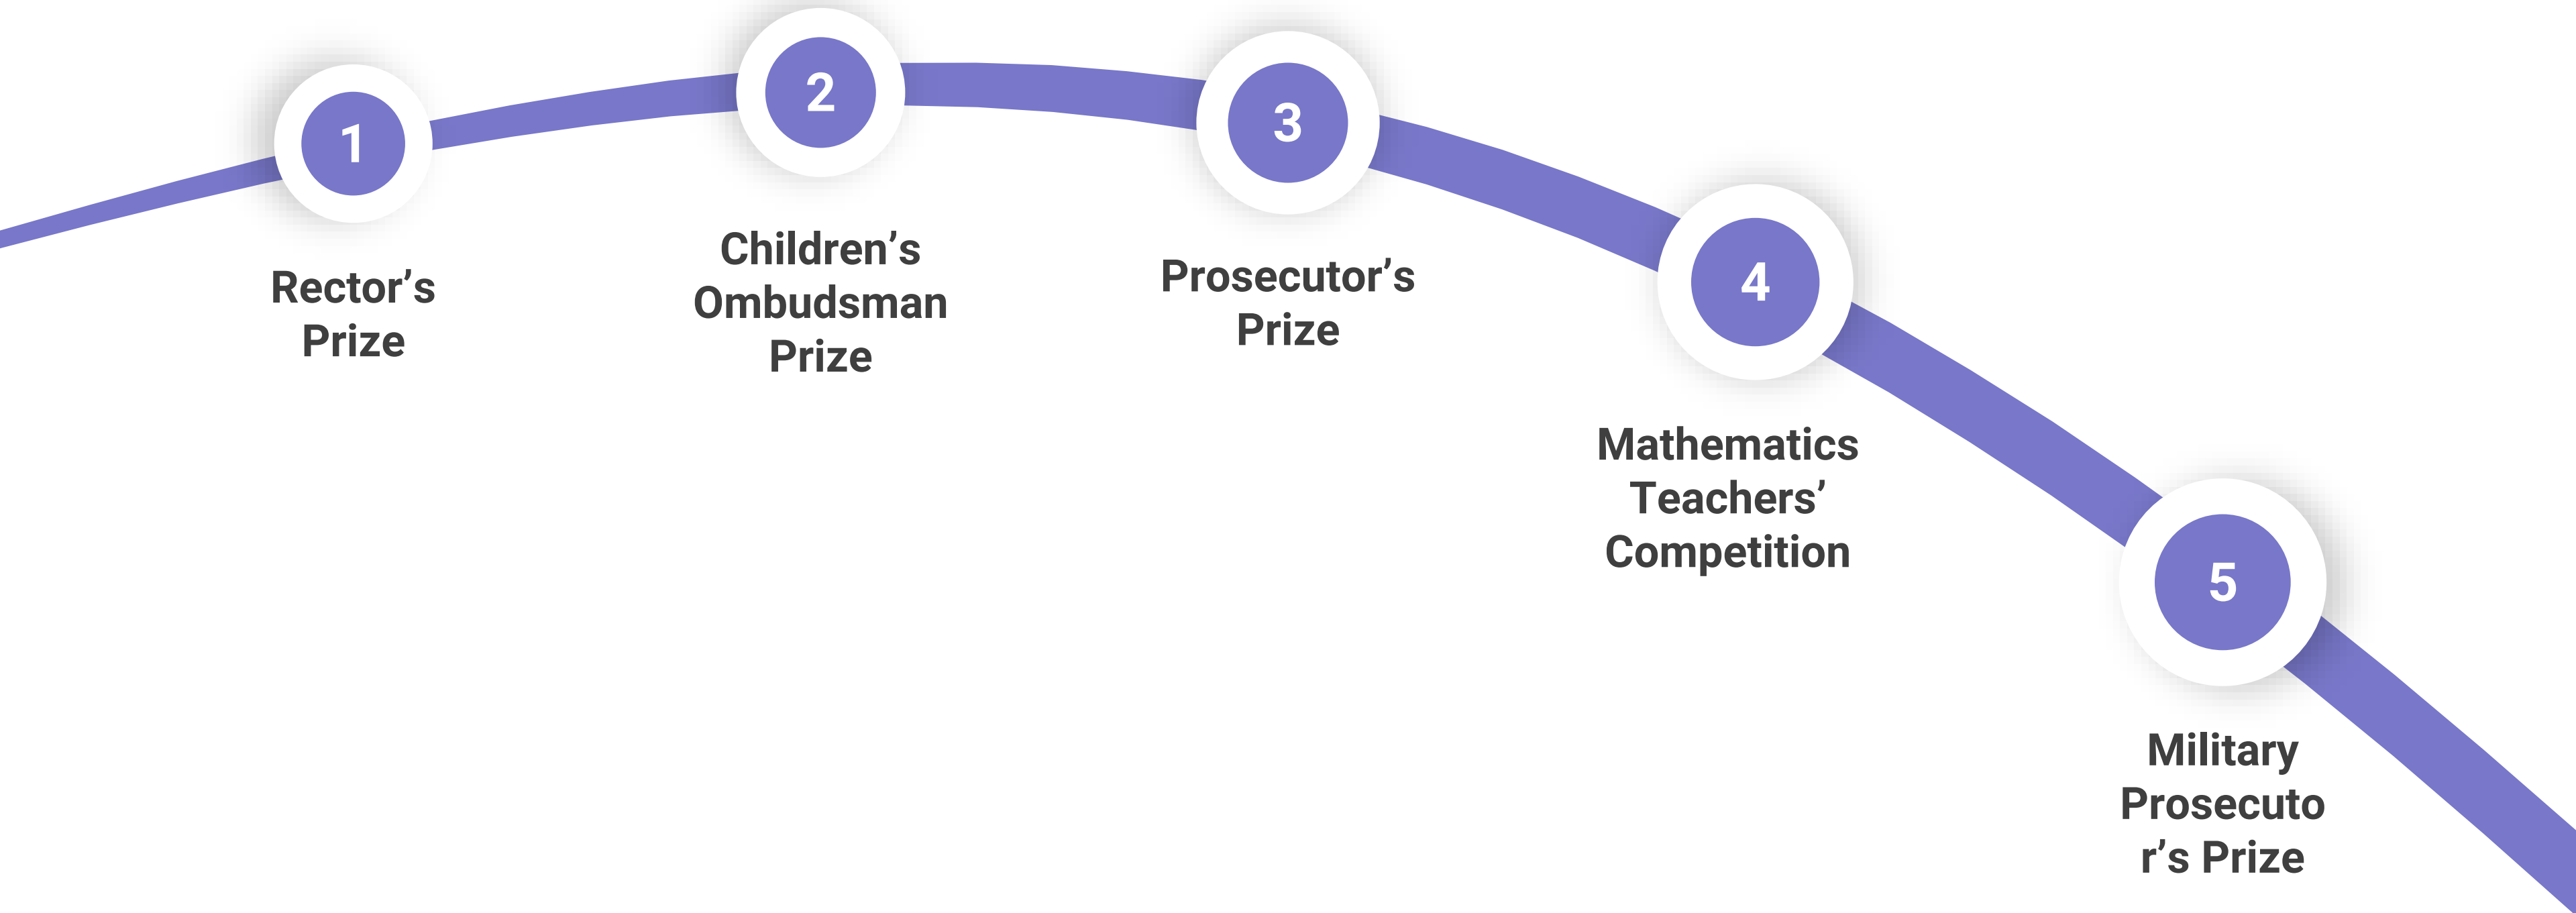 1
Rector’s
Prize
2
Children’s
Ombudsman
Prize
3
Prosecutor’s
Prize
4
Mathematics
Teachers’
Competition
5
Military
Prosecuto
r’s Prize